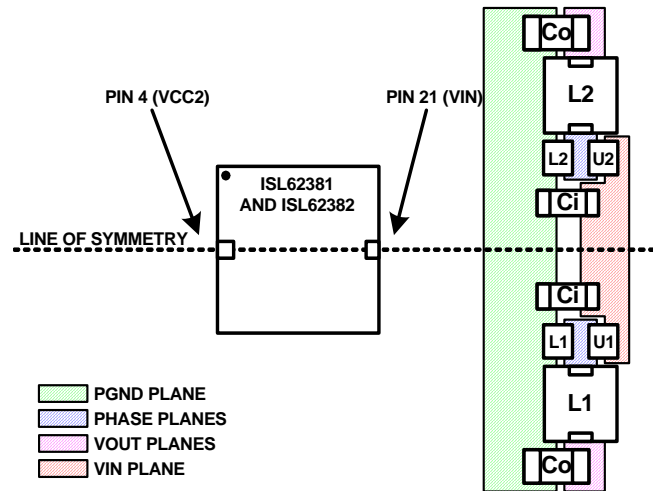 Co
L2
PIN 4 (VCC2)
PIN 21 (VIN)
L2
U2
ISL62381
AND ISL62382
Ci
LINE OF SYMMETRY
Ci
L1
U1
PGND PLANE
PHASE PLANES
VOUT PLANES
VIN PLANE
L1
Co